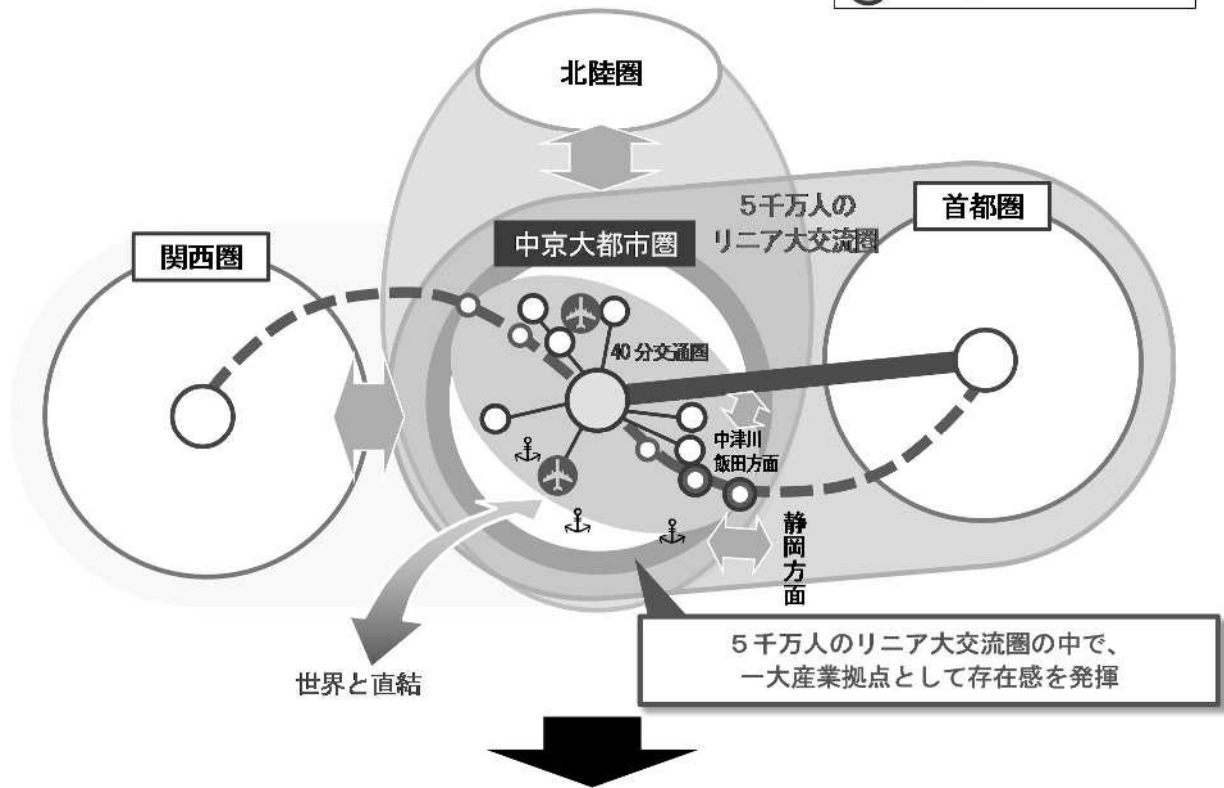 北陸圏
5千万人の
リニア大交流圏
首都圏
中京大都市圏
関西圏
40分交通圏
中津川
飯田方面
静岡方面
世界と直結
5千万人のリニア大交流圏の中で、
一大産業拠点として存在感を発揮